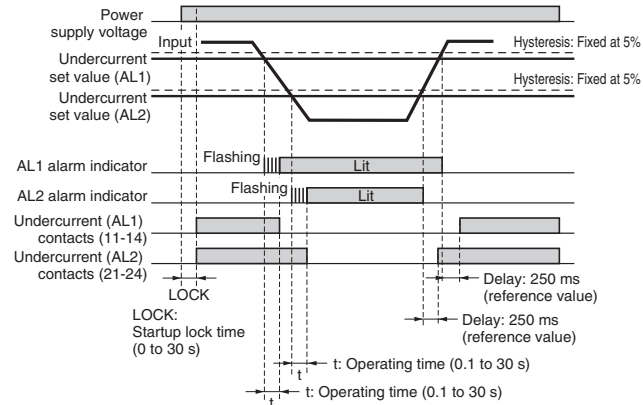 Power
supply voltage
Input
Hysteresis: Fixed at 5%
Undercurrent
set value (AL1)
Hysteresis: Fixed at 5%
Undercurrent
set value (AL2)
Flashing
AL1 alarm indicator
Lit
Flashing
AL2 alarm indicator
Lit
Undercurrent (AL1)
contacts (11-14)
Undercurrent (AL2)
contacts (21-24)
LOCK
Delay: 250 ms
(reference value)
LOCK:
Startup lock time
(0 to 30 s)
Delay: 250 ms
(reference value)
t
t: Operating time (0.1 to 30 s)
t
t: Operating time (0.1 to 30 s)